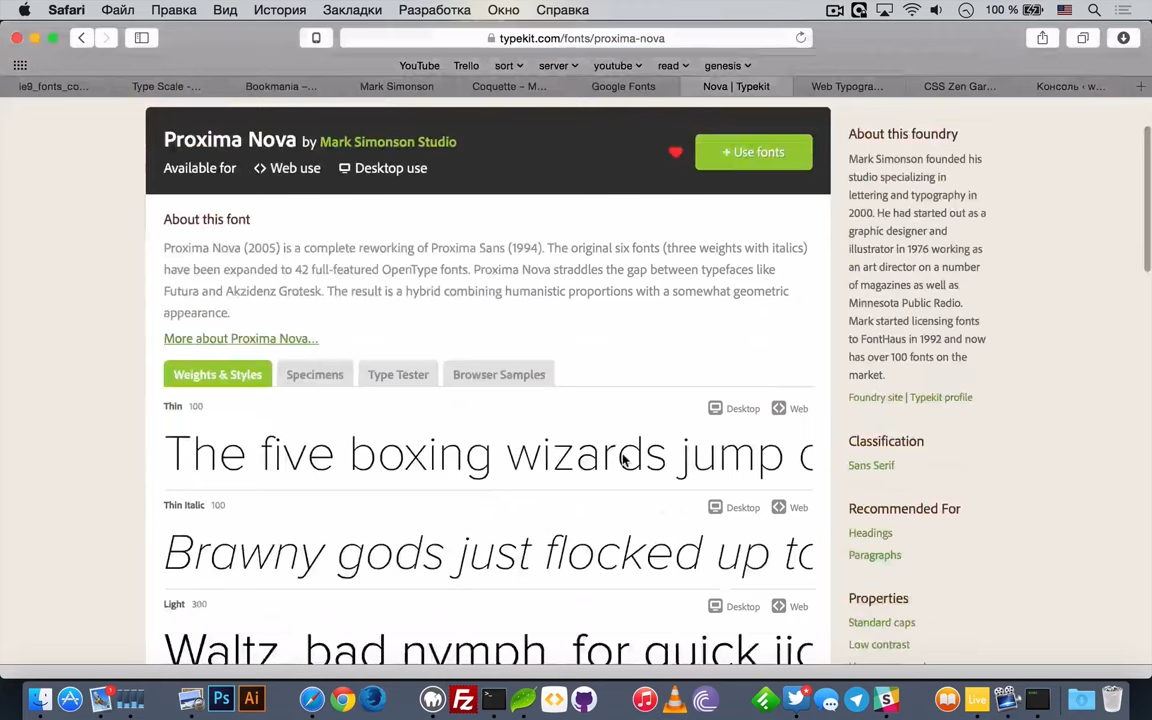 Safari Файл Правка Вид История Закладки Разработка Окно Справка 100 %
typekit.com/fonts/proxima-nova
YouTube Trello sort server youtube read genesis
ie9_fonts_co... Type Scale -... Bookmania –... Mark Simonson Coquette – M... Google Fonts Nova | Typekit Web Typogra... CSS Zen Gar... Консоль ‹ w...
Proxima Nova by Mark Simonson Studio
+ Use fonts
Available for Web use Desktop use
About this font
Proxima Nova (2005) is a complete reworking of Proxima Sans (1994). The original six fonts (three weights with italics)
have been expanded to 42 full-featured OpenType fonts. Proxima Nova straddles the gap between typefaces like
Futura and Akzidenz Grotesk. The result is a hybrid combining humanistic proportions with a somewhat geometric
appearance.
More about Proxima Nova...
Weights & Styles Specimens Type Tester Browser Samples
Thin 100 Desktop Web
The five boxing wizards jump
Thin Italic 100 Desktop Web
Brawny gods just flocked up to
Light 300 Desktop Web
Waltz, bad nymph, for quick jig
About this foundry
Mark Simonson founded his
studio specializing in
lettering and typography in
2000. He had started out as a
graphic designer and
illustrator in 1976 working as
an art director on a number
of magazines as well as
Minnesota Public Radio.
Mark started licensing fonts
to FontHaus in 1992 and now
has over 100 fonts on the
market.
Foundry site | Typekit profile
Classification
Sans Serif
Recommended For
Headings
Paragraphs
Properties
Standard caps
Low contrast
Ps Ai Fz Live